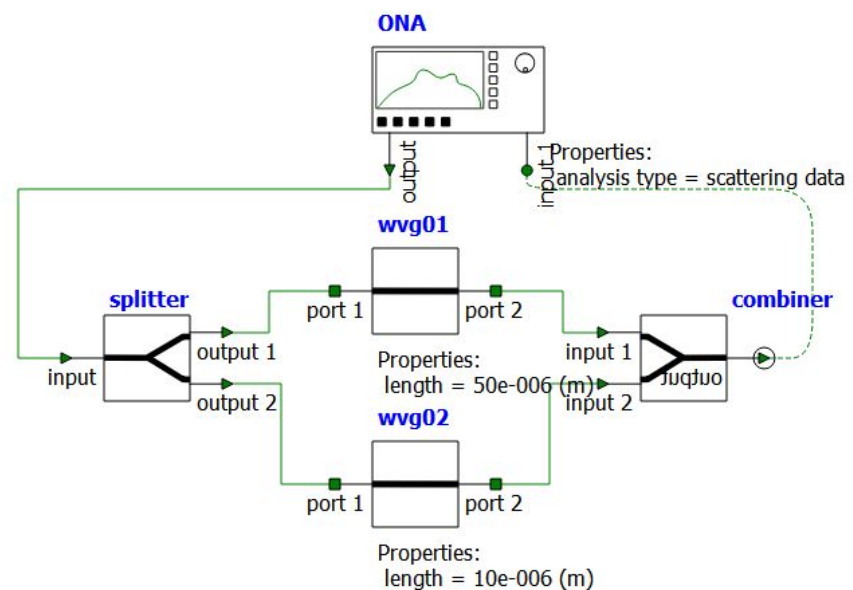 ONA
output
input 1
Properties:
analysis type = scattering data
wvg01
port 1
port 2
splitter
input
output 1
output 2
combiner
input 1
input 2
output
Properties:
length = 50e-006 (m)
wvg02
port 1
port 2
Properties:
length = 10e-006 (m)